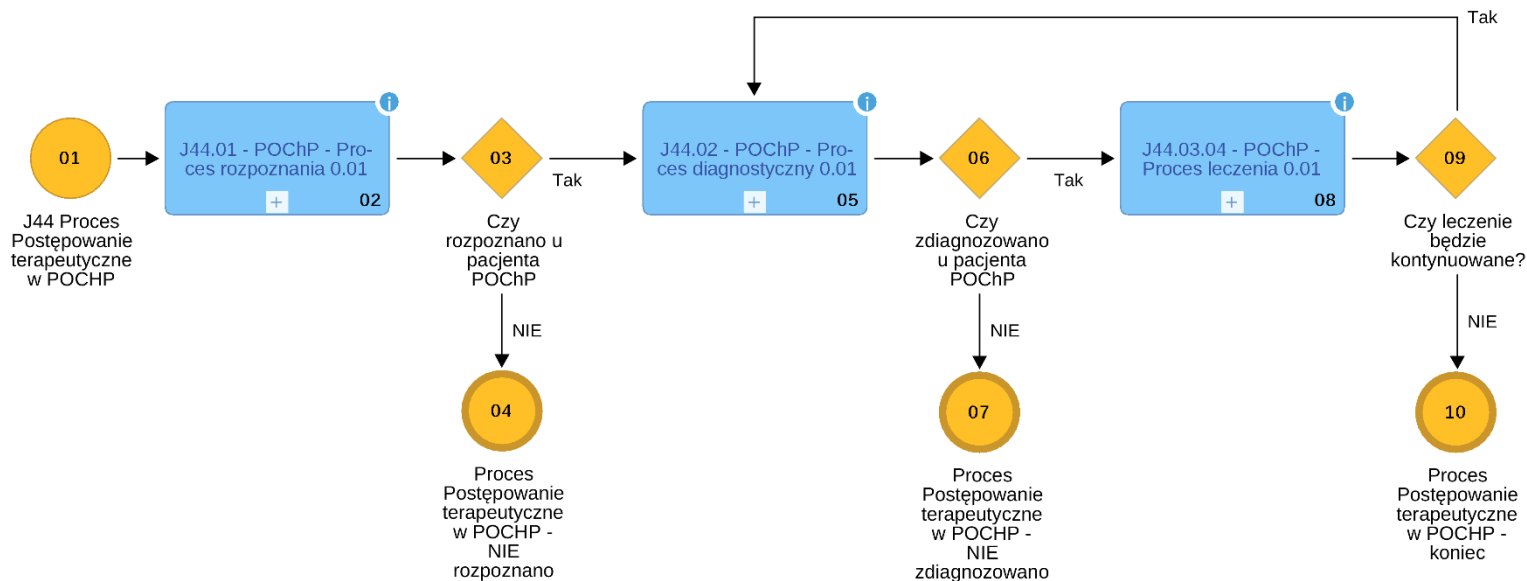 Tak
01
J44.01 - POChP - Pro-
ces rozpoznania 0.01
02
03
Tak
J44.02 - POChP - Pro-
ces diagnostyczny 0.01
05
06
Tak
J44.03.04 - POChP -
Proces leczenia 0.01
08
09
J44 Proces
Postępowanie
terapeutyczne
w POCHP
Czy
rozpoznano u
pacjenta
POChP
Czy
zdiagnozowano
u pacjenta
POChP
Czy leczenie
będzie
kontynuowane?
NIE
NIE
NIE
04
07
10
Proces
Postępowanie
terapeutyczne
w POCHP -
NIE
rozpoznano
Proces
Postępowanie
terapeutyczne
w POCHP -
NIE
zdiagnozowano
Proces
Postępowanie
terapeutyczne
w POCHP -
koniec